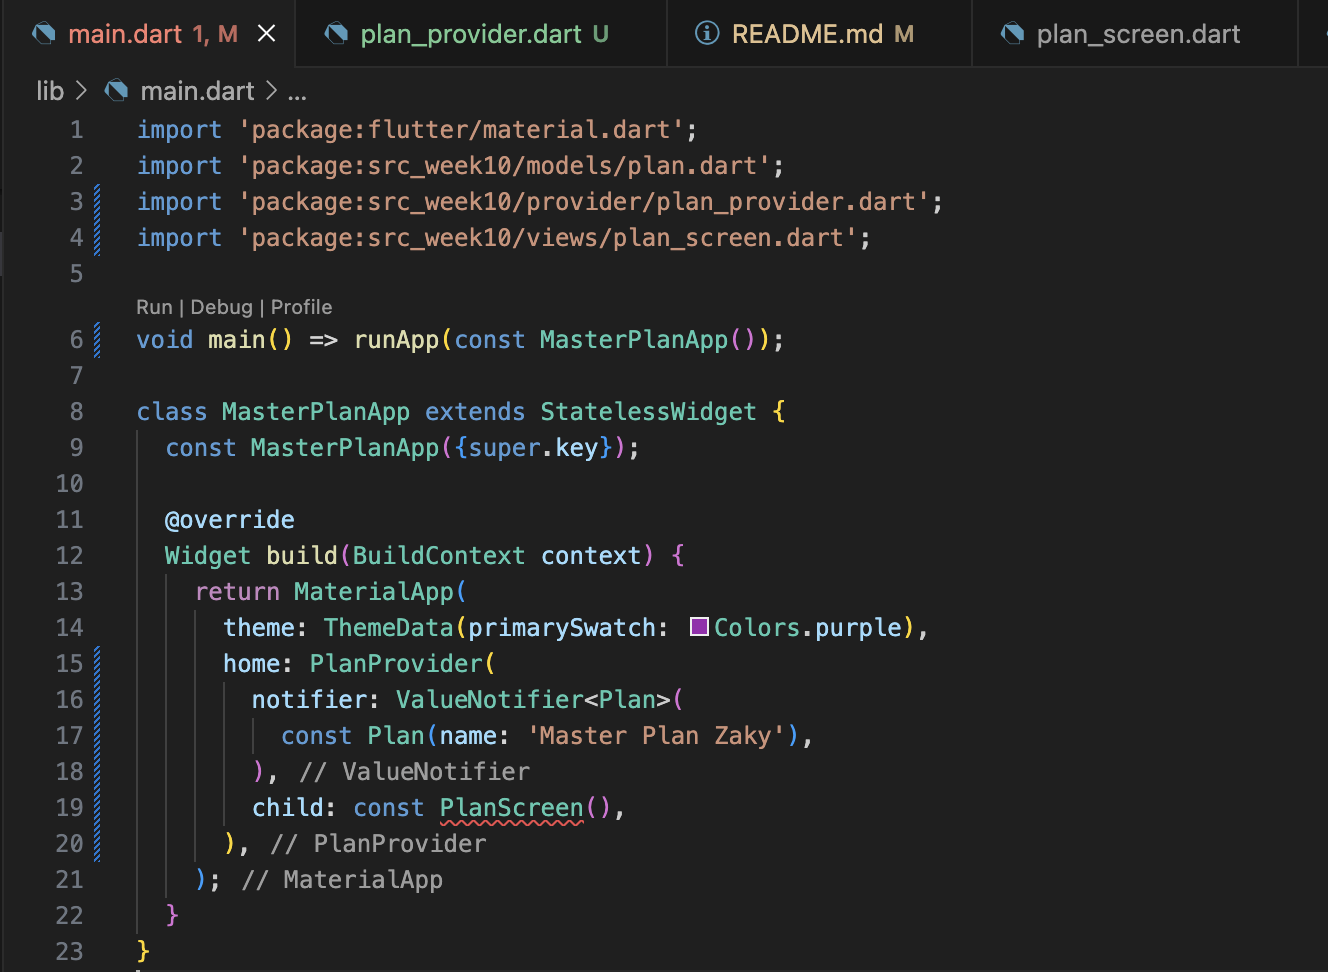 main.dart 1, M plan_provider.dart U README.md M plan_screen.dart
lib > main.dart > ...
1 import 'package:flutter/material.dart';
2 import 'package:src_week10/models/plan.dart';
3 import 'package:src_week10/provider/plan_provider.dart';
4 import 'package:src_week10/views/plan_screen.dart';
5
Run | Debug | Profile
6 void main() => runApp(const MasterPlanApp());
7
8 class MasterPlanApp extends StatelessWidget {
9   const MasterPlanApp({super.key});
10
11   @override
12   Widget build(BuildContext context) {
13     return MaterialApp(
14       theme: ThemeData(primarySwatch: Colors.purple),
15       home: PlanProvider(
16         notifier: ValueNotifier<Plan>(
17           const Plan(name: 'Master Plan Zaky'),
18         ), // ValueNotifier
19         child: const PlanScreen(),
20       ), // PlanProvider
21     ); // MaterialApp
22   }
23 }